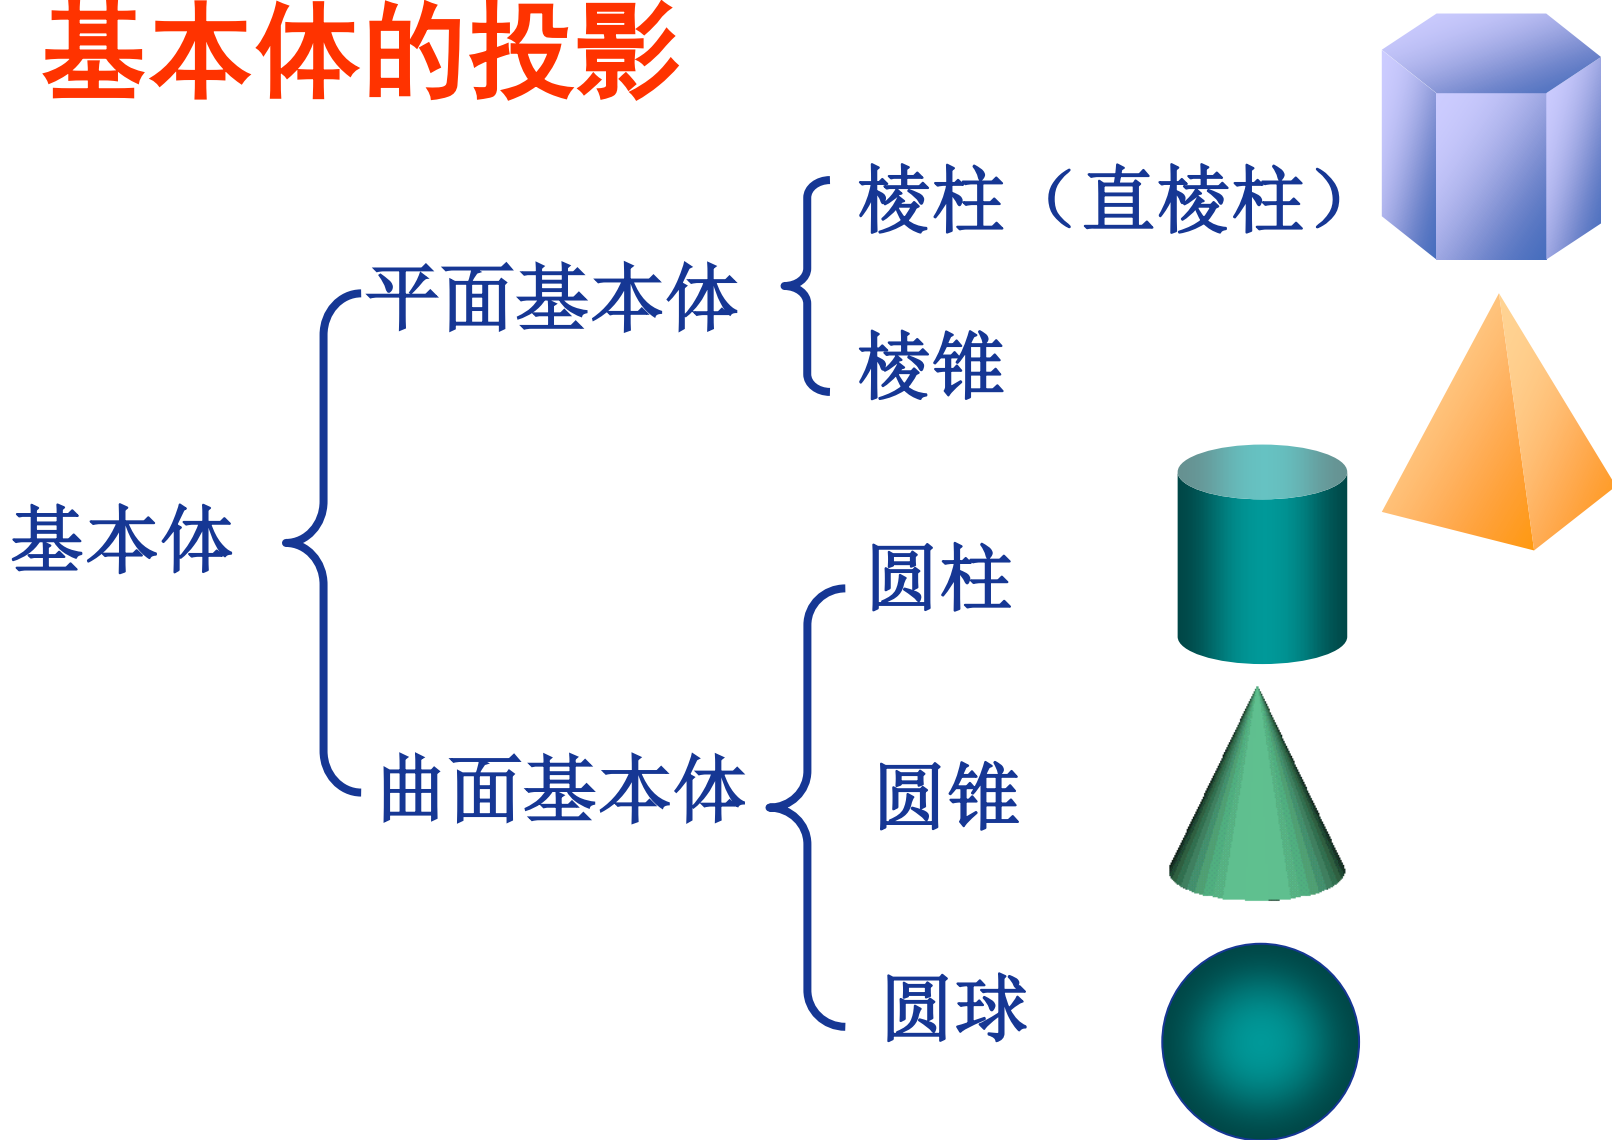 基本体的投影
棱柱（直棱柱）
平面基本体
棱锥
基本体
圆柱
曲面基本体
圆锥
圆球